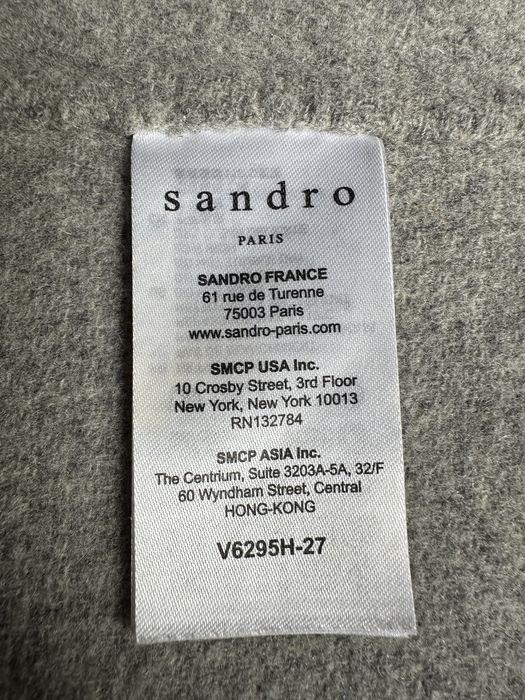 sandro
PARIS
SANDRO FRANCE
61 rue de Turenne
75003 Paris
www.sandro-paris.com
SMCP USA Inc.
10 Crosby Street, 3rd Floor
New York, New York 10013
RN132784
SMCP ASIA Inc.
The Centrium, Suite 3203A-5A, 32/F
60 Wyndham Street, Central
HONG-KONG
V6295H-27